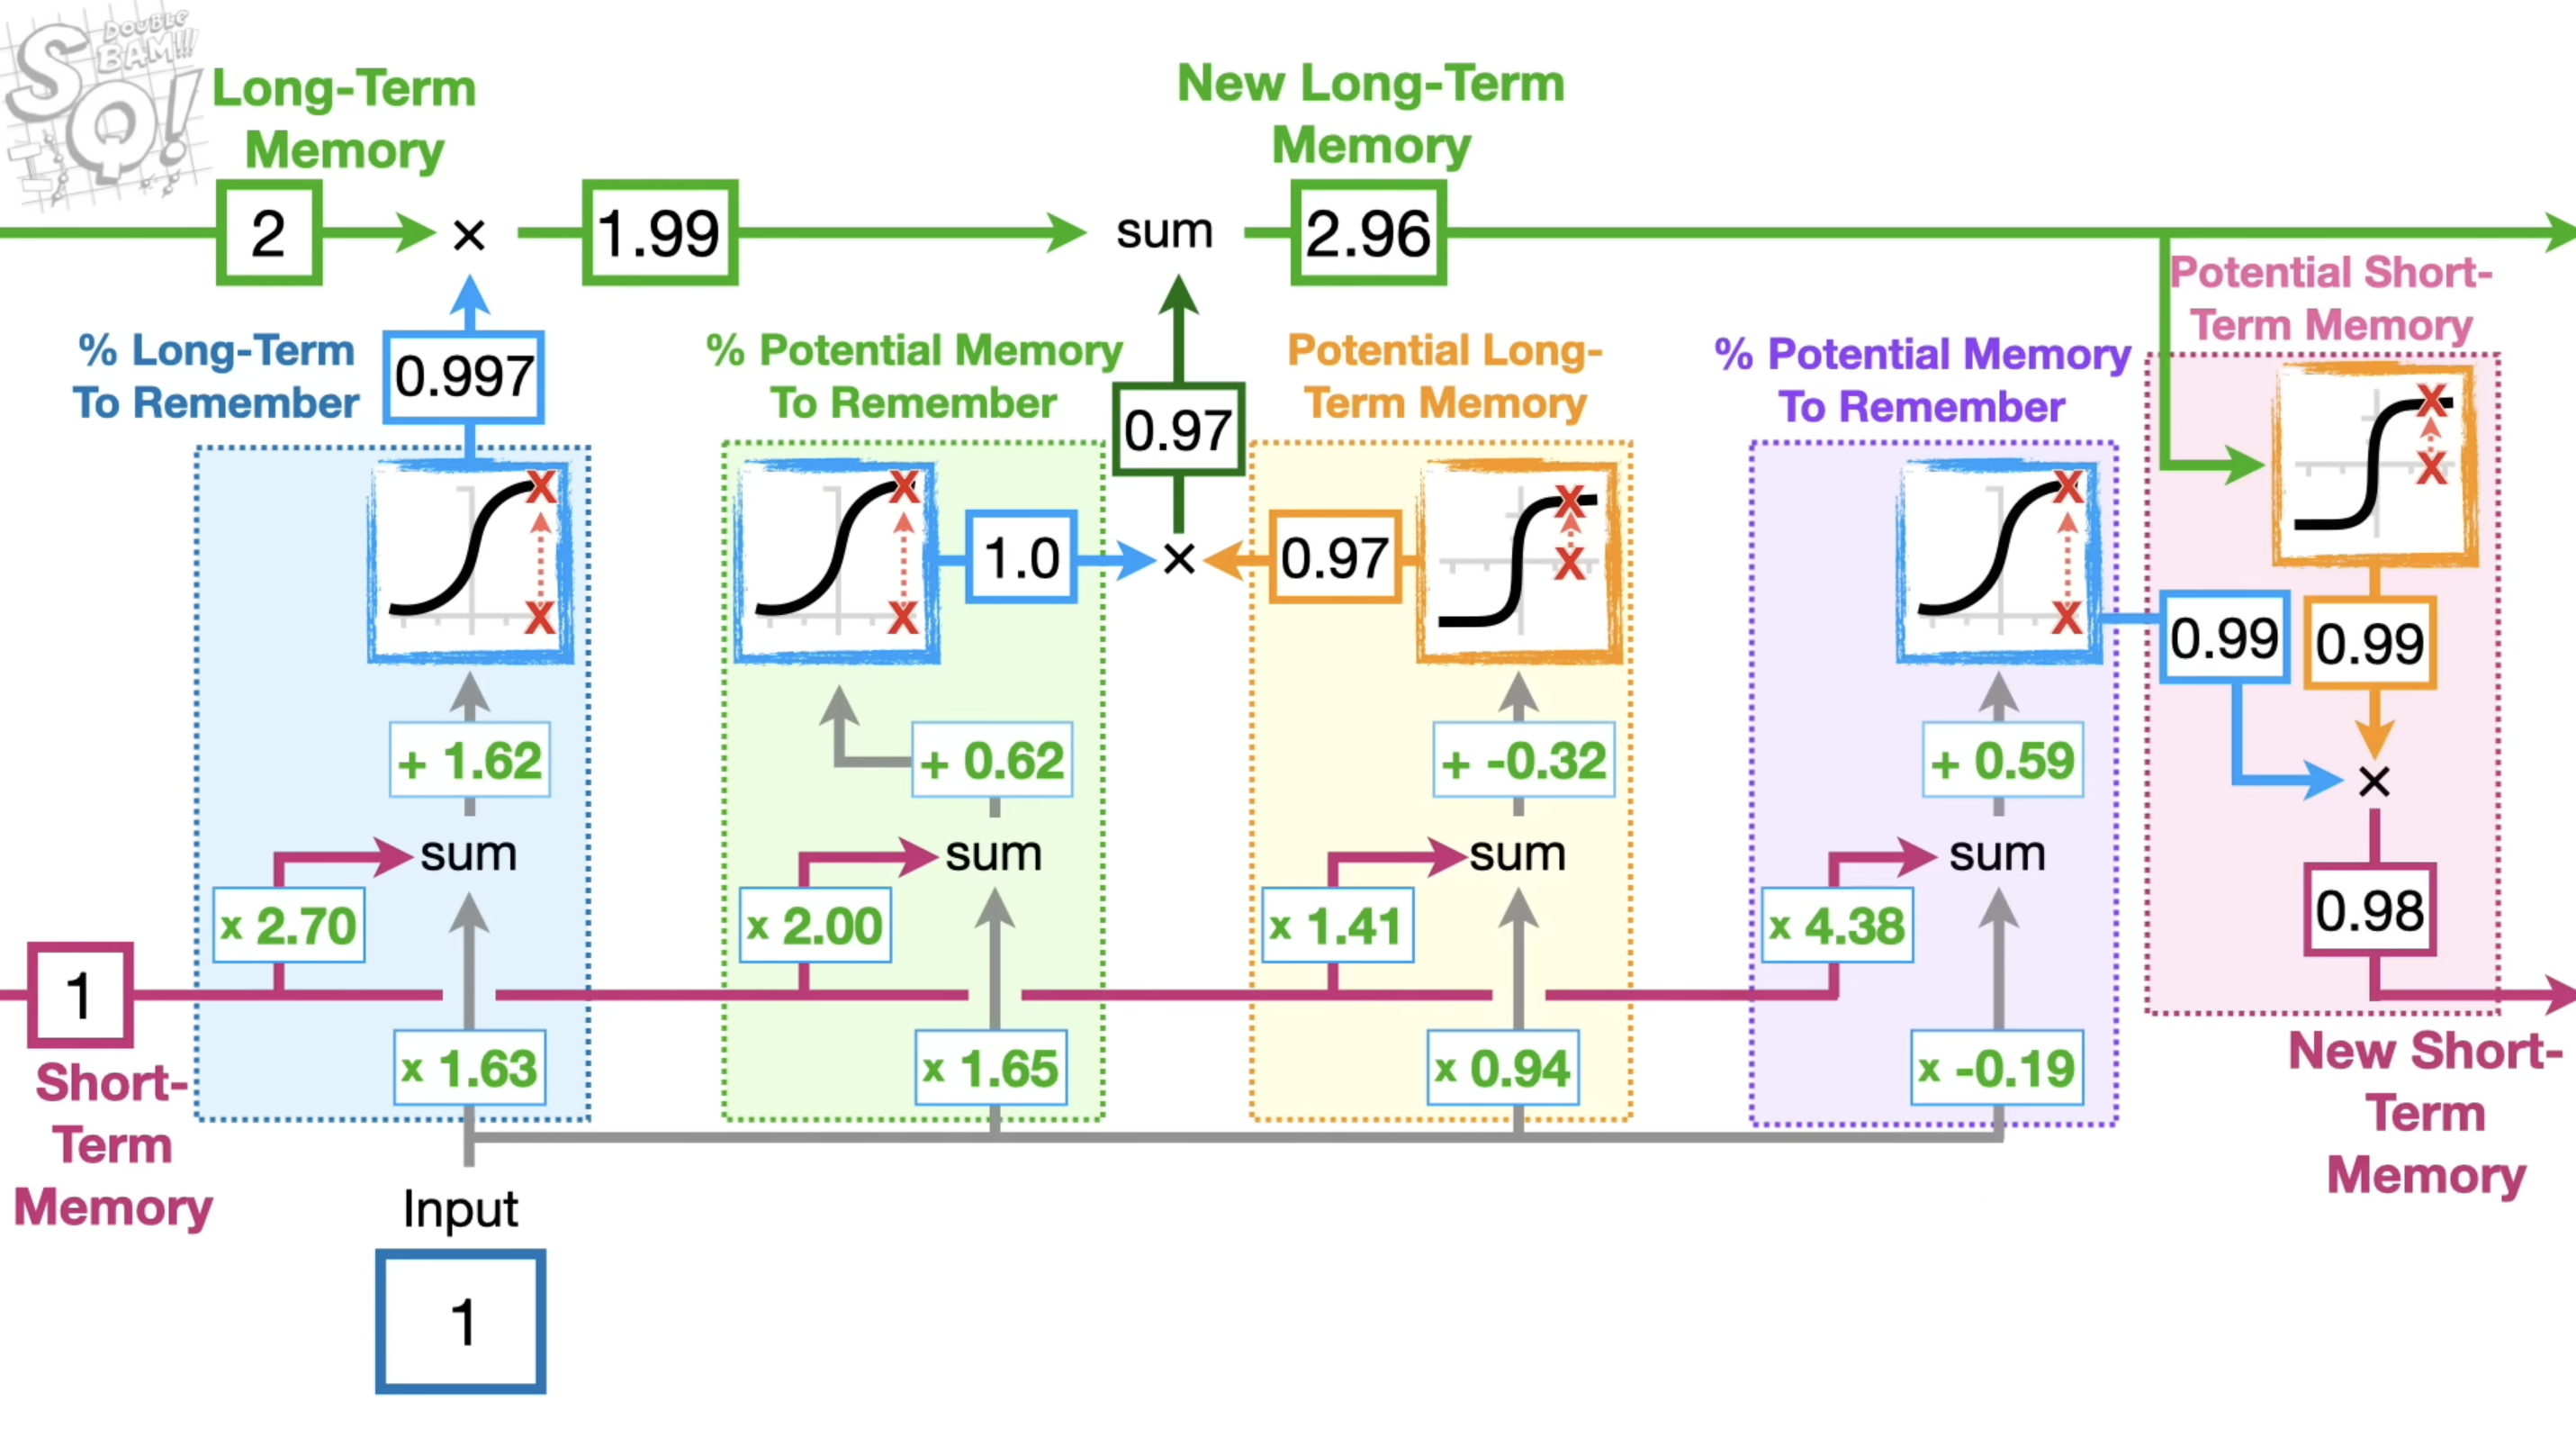 DOUBLE
BAM!!!
SQ!
Long-Term
Memory
New Long-Term
Memory
2
×
1.99
sum
2.96
Potential Short-
Term Memory
% Long-Term
To Remember
0.997
% Potential Memory
To Remember
0.97
Potential Long-
Term Memory
% Potential Memory
To Remember
X
X
X
X
1.0
×
0.97
X
X
X
X
X
X
0.99
0.99
+ 1.62
+ 0.62
+ -0.32
+ 0.59
×
sum
sum
sum
sum
x 2.70
x 2.00
x 1.41
x 4.38
0.98
1
Short-
Term
Memory
x 1.63
x 1.65
x 0.94
x -0.19
New Short-
Term
Memory
Input
1